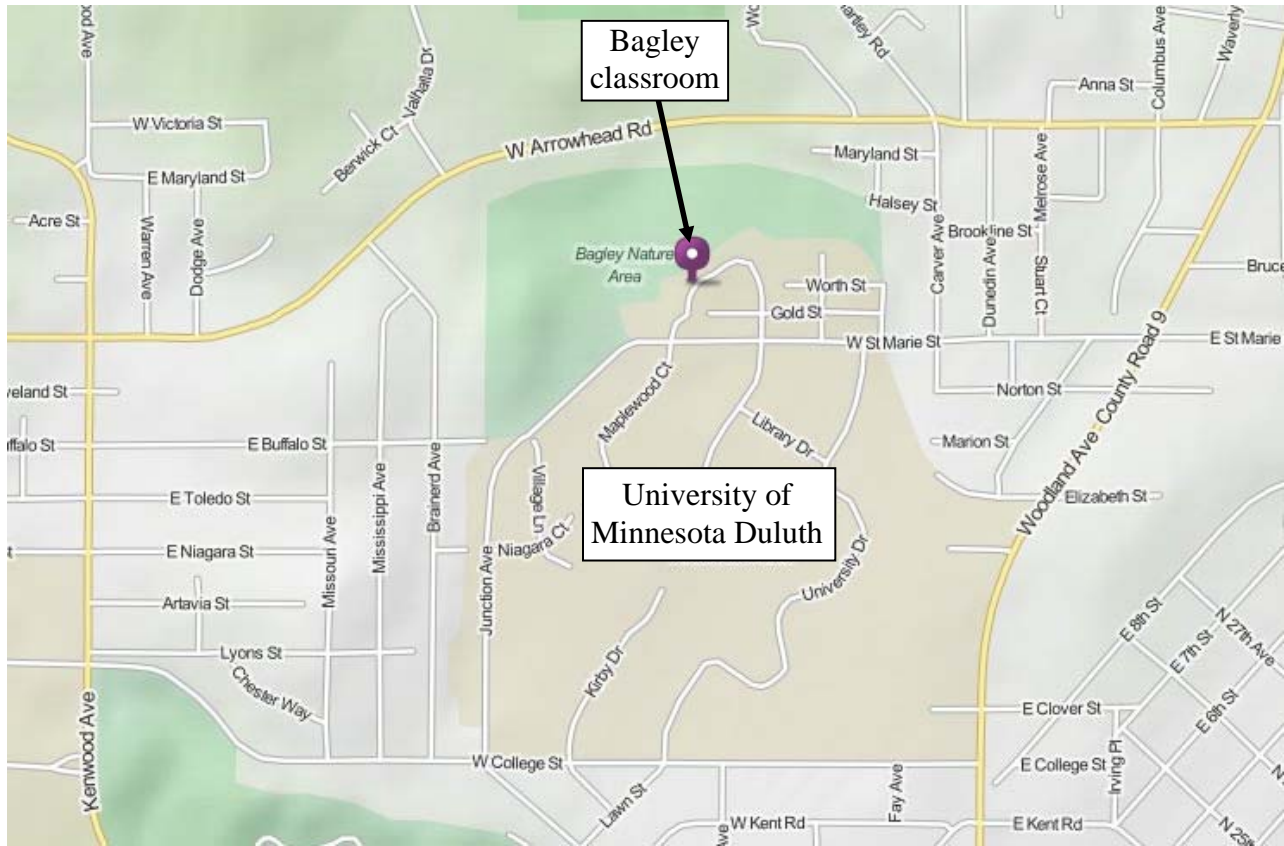 Bagley
classroom
W Victoria St
Berwick Ct
Valhalla Dr
W Arrowhead Rd
Hartley Rd
Anna St
Columbus Ave
Waverly
E Maryland St
Maryland St
Melrose Ave
Acre St
Warren Ave
Dodge Ave
Halsey St
Carver Ave
Brookline St
Dunedin Ave
Stuart Ct
Bagley Nature
Area
Worth St
Gold St
Bruce
W St Marie St
E St Marie
Woodland Ave
County Road 9
Maplewood Ct
Norton St
Library Dr
Marion St
E Buffalo St
Village Ln
University of
Minnesota Duluth
Elizabeth St
E Toledo St
Missouri Ave
Mississippi Ave
Brainerd Ave
E Niagara St
Niagara Ct
Junction Ave
University Dr
Artavia St
E 8th St
E 7th St
N 27th Ave
Lyons St
Chester Way
Kirby Dr
E 6th St
Kenwood Ave
E Clover St
W College St
E College St
Irving Pl
Lawn St
Fay Ave
W Kent Rd
E Kent Rd
N 25th